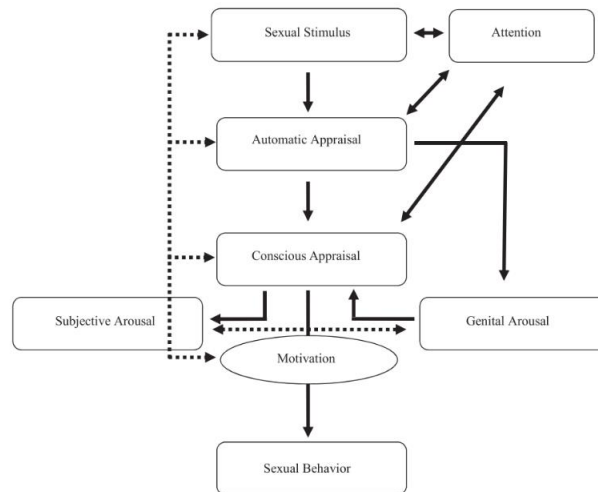 Sexual Stimulus
Attention
Automatic Appraisal
Conscious Appraisal
Subjective Arousal
Genital Arousal
Motivation
Sexual Behavior